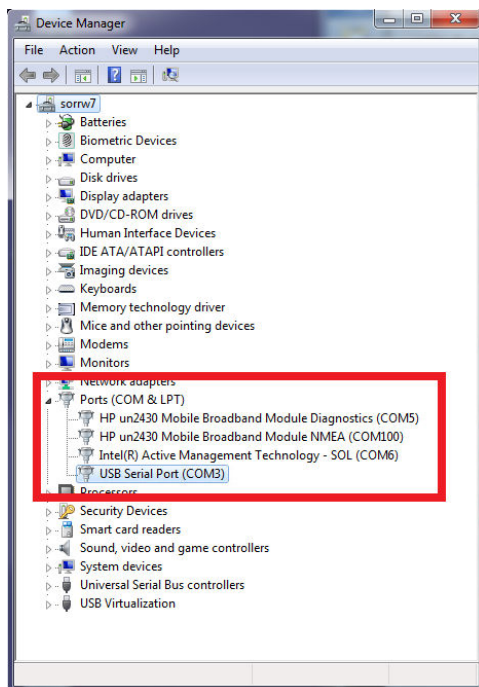 Device Manager
File Action View Help
sorrw7
Batteries
Biometric Devices
Computer
Disk drives
Display adapters
DVD/CD-ROM drives
Human Interface Devices
IDE ATA/ATAPI controllers
Imaging devices
Keyboards
Memory technology driver
Mice and other pointing devices
Modems
Monitors
Network adapters
Ports (COM & LPT)
HP un2430 Mobile Broadband Module Diagnostics (COM5)
HP un2430 Mobile Broadband Module NMEA (COM100)
Intel(R) Active Management Technology - SOL (COM6)
USB Serial Port (COM3)
Processors
Security Devices
Smart card readers
Sound, video and game controllers
System devices
Universal Serial Bus controllers
USB Virtualization